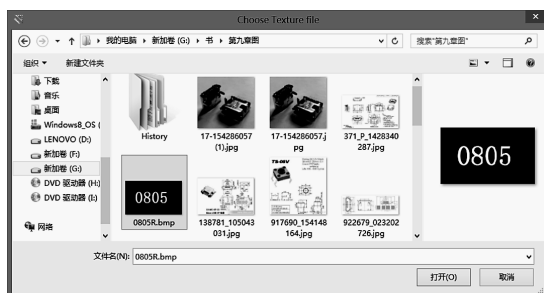 Choose Texture file
我的电脑 ▸ 新加卷 (G:) ▸ 书 ▸ 第九章图
搜索"第九章图"
组织 新建文件夹
下载
音乐
桌面
Windows8_OS (
LENOVO (D:)
新加卷 (F:)
新加卷 (G:)
DVD 驱动器 (H:)
DVD 驱动器 (I:)
网络
History
17-154286057
(1).jpg
17-154286057.j
pg
371_P_1428340
287.jpg
0805
0805R.bmp
138781_105043
031.jpg
917690_154148
164.jpg
922679_023202
726.jpg
0805
文件名(N): 0805R.bmp
打开(O) 取消